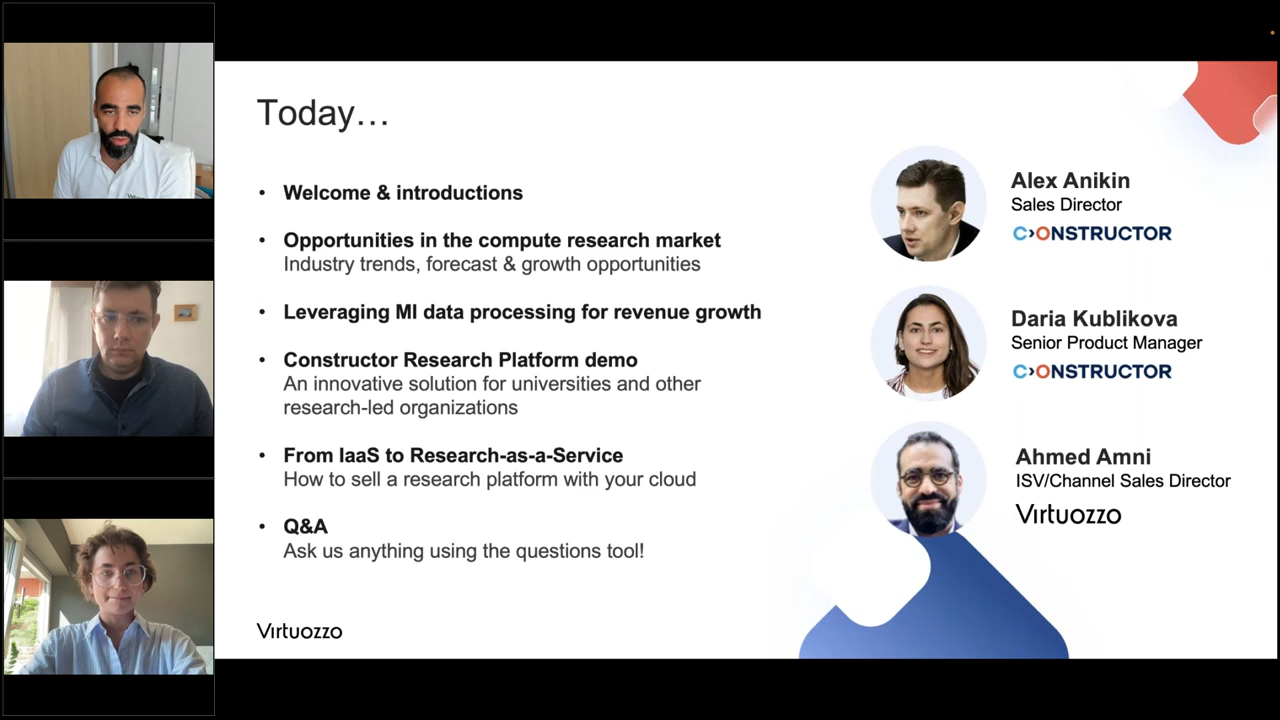 Today…
• Welcome & introductions
• Opportunities in the compute research market
Industry trends, forecast & growth opportunities
• Leveraging MI data processing for revenue growth
• Constructor Research Platform demo
An innovative solution for universities and other
research-led organizations
• From IaaS to Research-as-a-Service
How to sell a research platform with your cloud
• Q&A
Ask us anything using the questions tool!
Virtuozzo
Alex Anikin
Sales Director
C›ONSTRUCTOR
Daria Kublikova
Senior Product Manager
C›ONSTRUCTOR
Ahmed Amni
ISV/Channel Sales Director
Virtuozzo